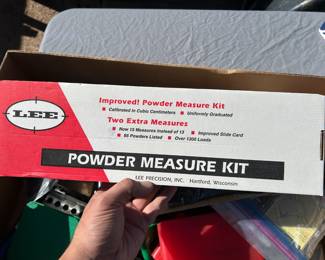 LEE
Improved! Powder Measure Kit
Calibrated in Cubic Centimeters Uniformly Graduated
Two Extra Measures
Now 15 Measures instead of 13 Improved Slide Card
88 Powders Listed Over 1300 Loads
POWDER MEASURE KIT
LEE PRECISION, INC. Hartford, Wisconsin